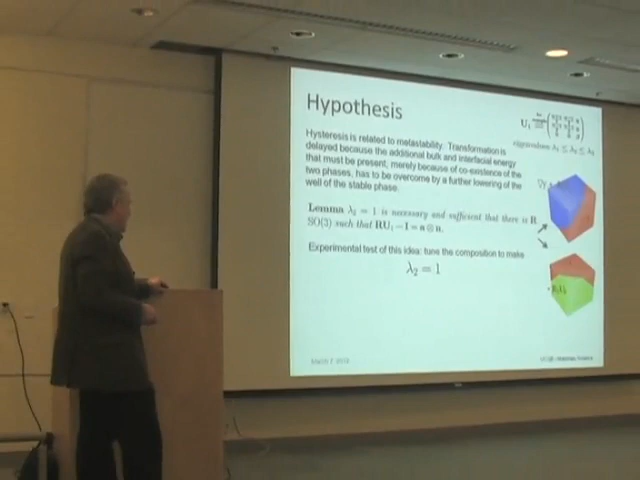 Hypothesis
Hysteresis is related to metastability. Transformation is
delayed because the additional bulk and interfacial energy
that must be present, merely because of co-existence of the
two phases, has to be overcome by a further lowering of the
well of the stable phase.
eigenvalues λ₁ ≤ λ₂ ≤ λ₃
Lemma λ₂ = 1 is necessary and sufficient that there is R
SO(3) such that RU₁ − I = a ⊗ n.
Experimental test of this idea: tune the composition to make
λ₂ = 1